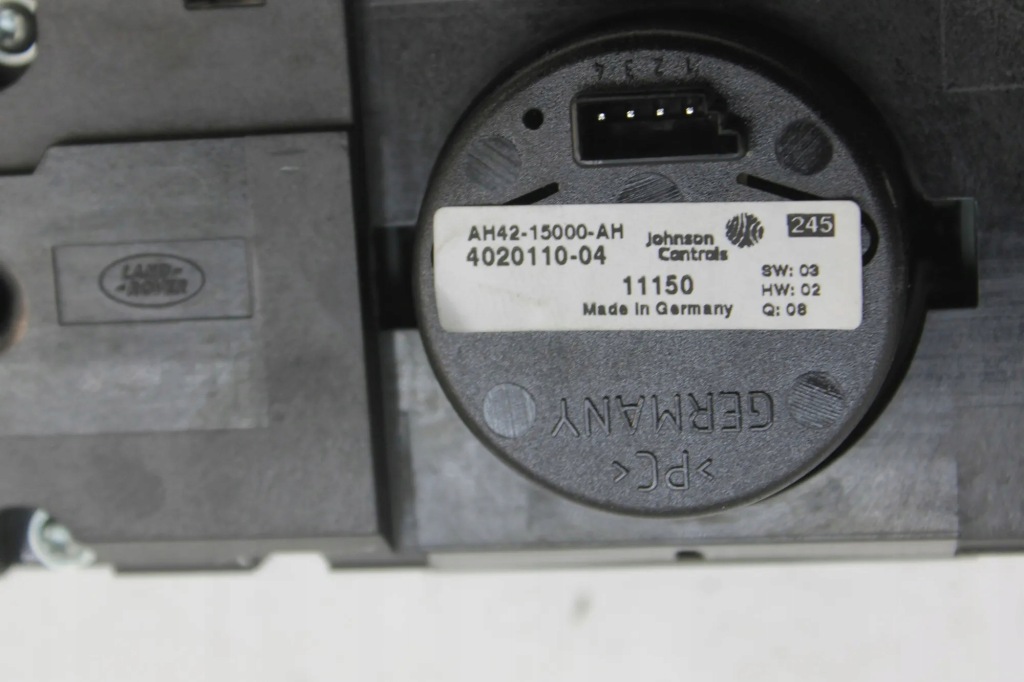 1 2 3 4
AH42-15000-AH
4020110-04
Johnson
Controls
245
11150
Made in Germany
SW: 03
HW: 02
Q: 08
LAND-
-ROVER
GERMANY
>PC<